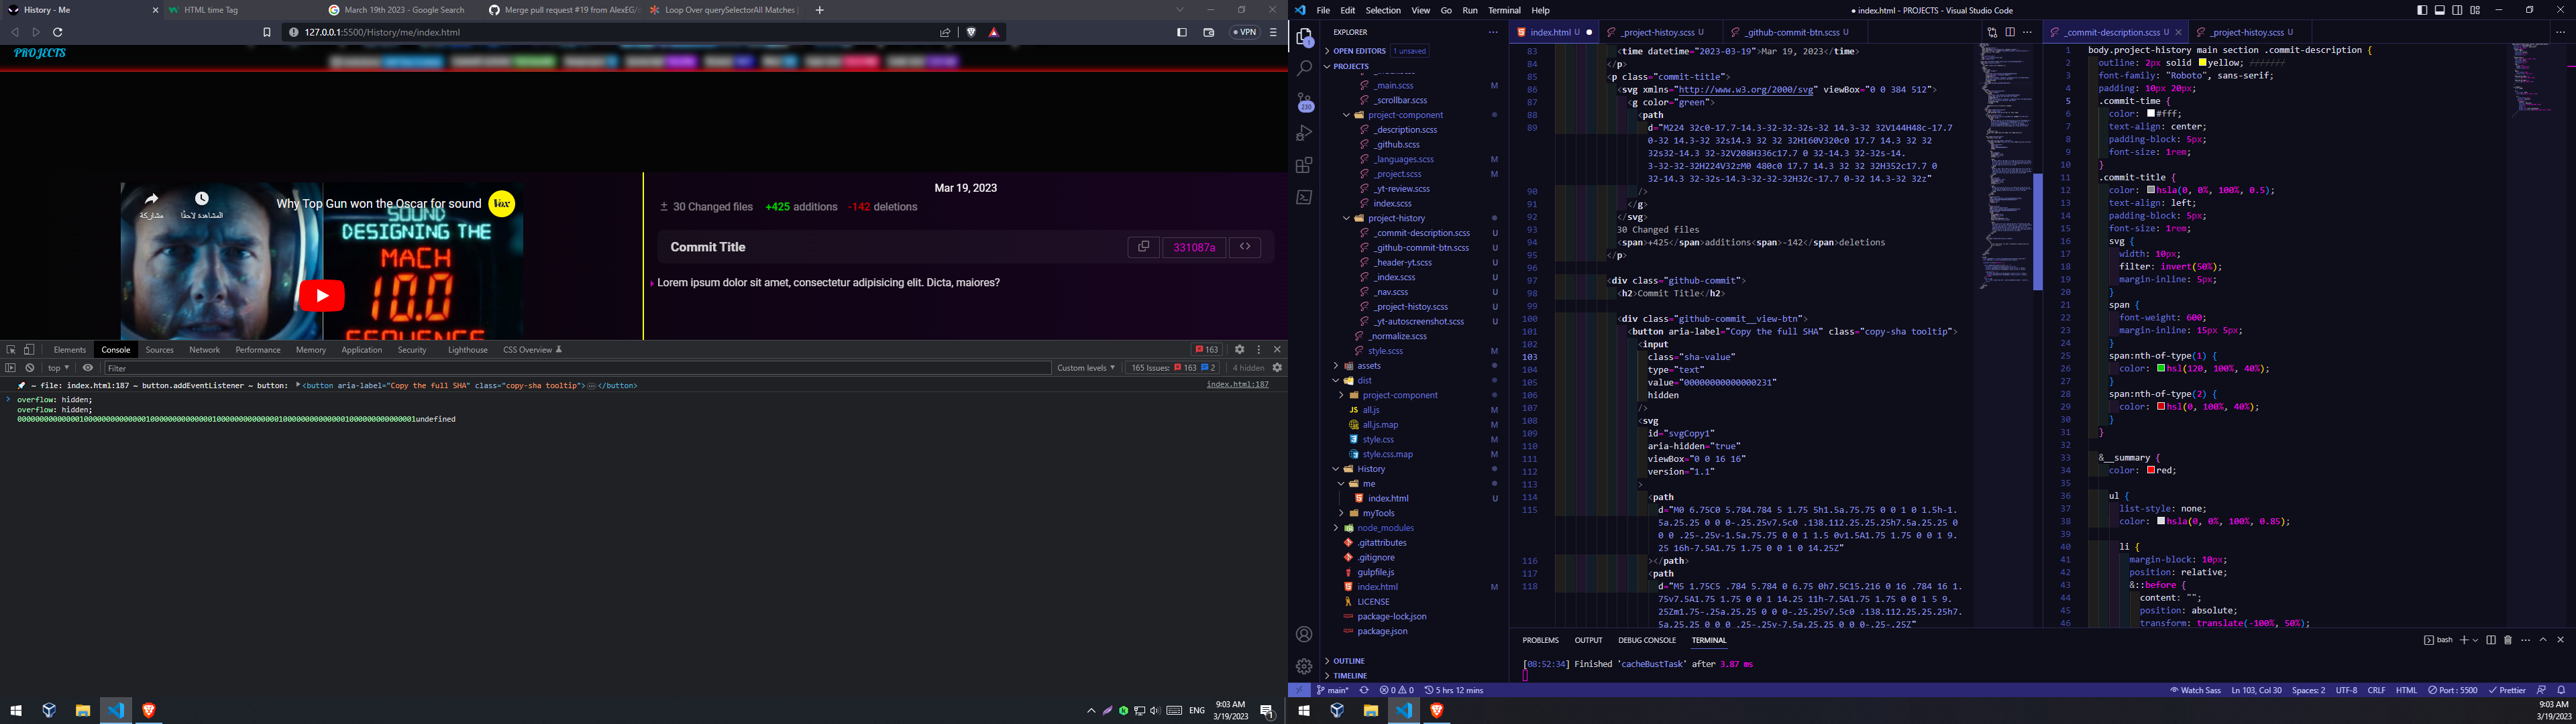 History - Me
HTML time Tag
March 19th 2023 - Google Search
Merge pull request #19 from AlexEG/
Loop Over querySelectorAll Matches |
127.0.0.1:5500/History/me/index.html
VPN
PROJECTS
Why Top Gun won the Oscar for sound
Vox
مشاركة
المشاهدة لاحقًا
SOUND
DESIGNING THE
MACH
10.0
SEQUENCE
Mar 19, 2023
30 Changed files +425 additions -142 deletions
Commit Title
331087a
Lorem ipsum dolor sit amet, consectetur adipisicing elit. Dicta, maiores?
Elements Console Sources Network Performance Memory Application Security Lighthouse CSS Overview
163
top
Filter
Custom levels
165 Issues: 163 2
4 hidden
– file: index.html:187 – button.addEventListener – button: <button aria-label="Copy the full SHA" class="copy-sha tooltip">…</button>
index.html:187
overflow: hidden;
overflow: hidden;
ENG
9:03 AM
3/19/2023
1
File Edit Selection View Go Run Terminal Help
● index.html - PROJECTS - Visual Studio Code
1
230
EXPLORER
OPEN EDITORS 1 unsaved
PROJECTS
_main.scss M
_scrollbar.scss
project-component
_description.scss
_github.scss
_languages.scss M
_project.scss M
_yt-review.scss
index.scss
project-history
_commit-description.scss U
_github-commit-btn.scss U
_header-yt.scss U
_index.scss U
_nav.scss U
_project-histoy.scss U
_yt-autoscreenshot.scss U
_normalize.scss
style.scss M
assets
dist
project-component
all.js M
all.js.map M
style.css M
style.css.map M
History
me
index.html U
myTools
node_modules
.gitattributes
.gitignore
gulpfile.js
index.html M
LICENSE
package-lock.json
package.json
OUTLINE
TIMELINE
index.html U
_project-histoy.scss U
_github-commit-btn.scss U
83 <time datetime="2023-03-19">Mar 19, 2023</time>
84 </p>
85 <p class="commit-title">
86 <svg xmlns="http://www.w3.org/2000/svg" viewBox="0 0 384 512">
87 <g color="green">
88 <path
89 d="M224 32c0-17.7-14.3-32-32-32s-32 14.3-32 32V144H48c-17.7
0-32 14.3-32 32s14.3 32 32 32H160V320c0 17.7 14.3 32 32
32s32-14.3 32-32V208H336c17.7 0 32-14.3 32-32s-14.
3-32-32-32H224V32zM0 480c0 17.7 14.3 32 32 32H352c17.7 0
32-14.3 32-32s-14.3-32-32-32H32c-17.7 0-32 14.3-32 32z"
90 />
91 </g>
92 </svg>
93 30 Changed files
94 <span>+425</span>additions<span>-142</span>deletions
95 </p>
96
97 <div class="github-commit">
98 <h2>Commit Title</h2>
99
100 <div class="github-commit__view-btn">
101 <button aria-label="Copy the full SHA" class="copy-sha tooltip">
102 <input
103 class="sha-value"
104 type="text"
105 value="00000000000000231"
106 hidden
107 />
108 <svg
109 id="svgCopy1"
110 aria-hidden="true"
111 viewBox="0 0 16 16"
112 version="1.1"
113 >
114 <path
115 d="M0 6.75C0 5.784.784 5 1.75 5h1.5a.75.75 0 0 1 0 1.5h-1.
5a.25.25 0 0 0-.25.25v7.5c0 .138.112.25.25.25h7.5a.25.25 0
0 0 .25-.25v-1.5a.75.75 0 0 1 1.5 0v1.5A1.75 1.75 0 0 1 9.
25 16h-7.5A1.75 1.75 0 0 1 0 14.25Z"
116 ></path>
117 <path
118 d="M5 1.75C5 .784 5.784 0 6.75 0h7.5C15.216 0 16 .784 16 1.
75v7.5A1.75 1.75 0 0 1 14.25 11h-7.5A1.75 1.75 0 0 1 5 9.
25Zm1.75-.25a.25.25 0 0 0-.25.25v7.5c0 .138.112.25.25.25h7.
5a.25.25 0 0 0 .25-.25v-7.5a.25.25 0 0 0-.25-.25Z"
_commit-description.scss U
_project-histoy.scss U
1 body.project-history main section .commit-description {
2 outline: 2px solid yellow; ///////
3 font-family: "Roboto", sans-serif;
4 padding: 10px 20px;
5 .commit-time {
6 color: #fff;
7 text-align: center;
8 padding-block: 5px;
9 font-size: 1rem;
10 }
11 .commit-title {
12 color: hsla(0, 0%, 100%, 0.5);
13 text-align: left;
14 padding-block: 5px;
15 font-size: 1rem;
16 svg {
17 width: 10px;
18 filter: invert(50%);
19 margin-inline: 5px;
20 }
21 span {
22 font-weight: 600;
23 margin-inline: 15px 5px;
24 }
25 span:nth-of-type(1) {
26 color: hsl(120, 100%, 40%);
27 }
28 span:nth-of-type(2) {
29 color: hsl(0, 100%, 40%);
30 }
31 }
32
33 &__summary {
34 color: red;
35
36 ul {
37 list-style: none;
38 color: hsla(0, 0%, 100%, 0.85);
39
40 li {
41 margin-block: 10px;
42 position: relative;
43 &::before {
44 content: "";
45 position: absolute;
46 transform: translate(-100%, 50%);
PROBLEMS OUTPUT DEBUG CONSOLE TERMINAL
bash
[08:52:34] Finished 'cacheBustTask' after 3.87 ms
main* 0 0 5 hrs 12 mins
Watch Sass Ln 103, Col 30 Spaces: 2 UTF-8 CRLF HTML Port : 5500 Prettier
9:03 AM
3/19/2023